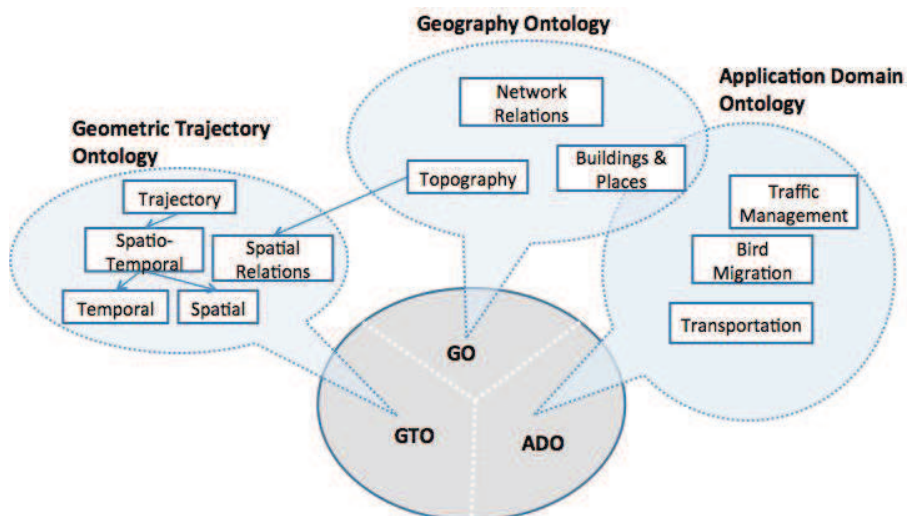 Geography Ontology
Network
Relations
Buildings &
Places
Topography
Application Domain
Ontology
Traffic
Management
Bird
Migration
Transportation
Geometric Trajectory
Ontology
Trajectory
Spatio-
Temporal
Spatial
Relations
Temporal
Spatial
GO
GTO
ADO